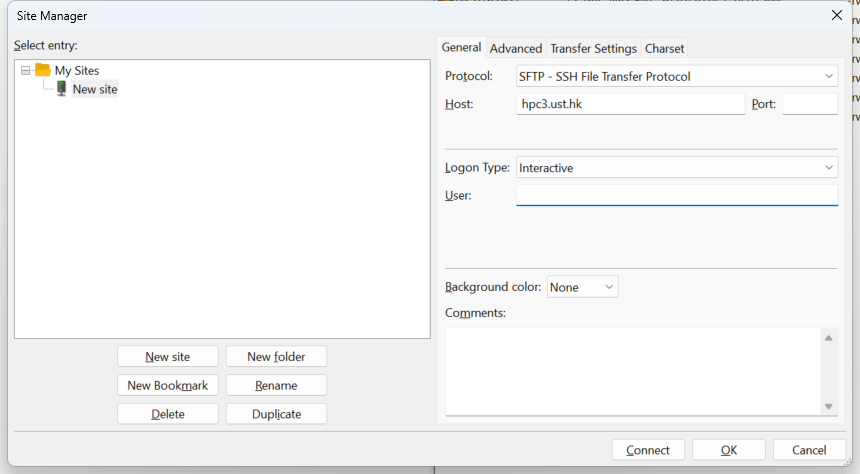 Site Manager
Select entry:
My Sites
New site
New site
New folder
New Bookmark
Rename
Delete
Duplicate
General
Advanced
Transfer Settings
Charset
Protocol:
SFTP - SSH File Transfer Protocol
Host:
hpc3.ust.hk
Port:
Logon Type:
Interactive
User:
Background color:
None
Comments:
Connect
OK
Cancel